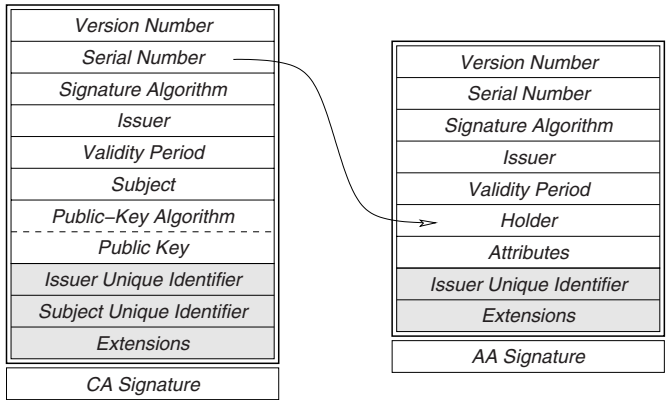 Version Number
Serial Number
Signature Algorithm
Issuer
Validity Period
Subject
Public–Key Algorithm
Public Key
Issuer Unique Identifier
Subject Unique Identifier
Extensions
CA Signature
Version Number
Serial Number
Signature Algorithm
Issuer
Validity Period
Holder
Attributes
Issuer Unique Identifier
Extensions
AA Signature